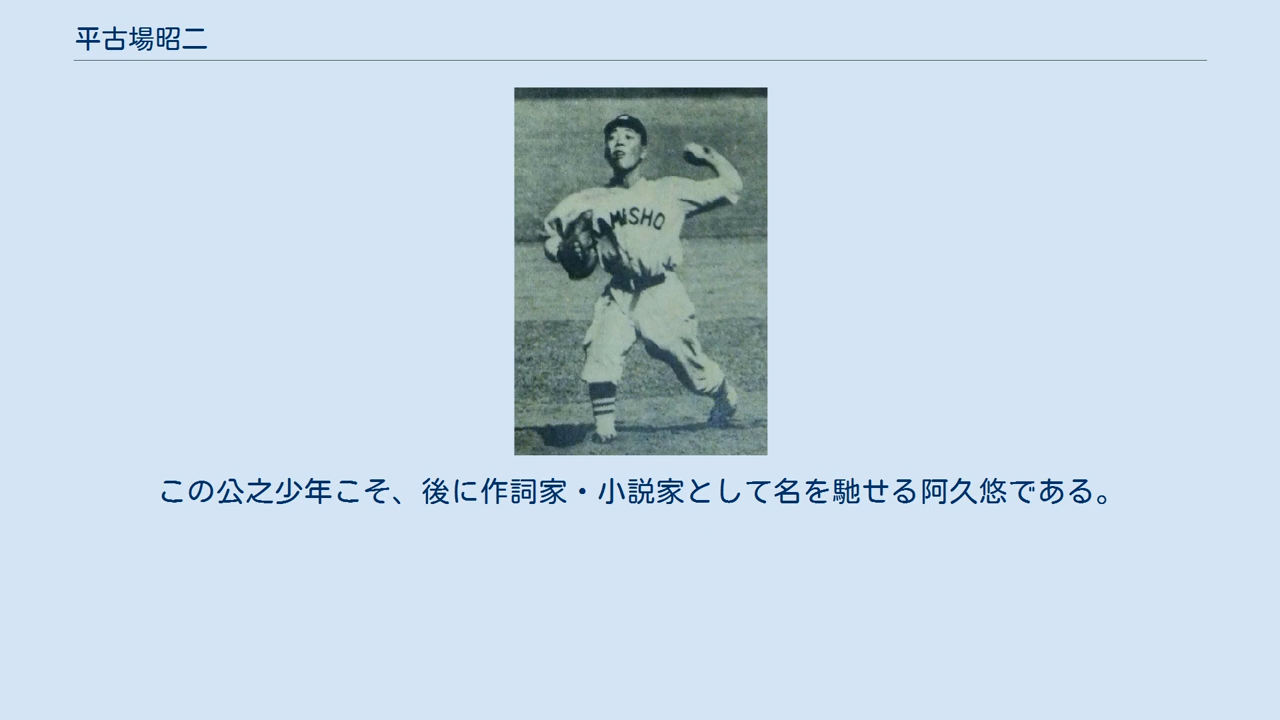 平古場昭二
MISHO
この公之少年こそ、後に作詞家・小説家として名を馳せる阿久悠である。